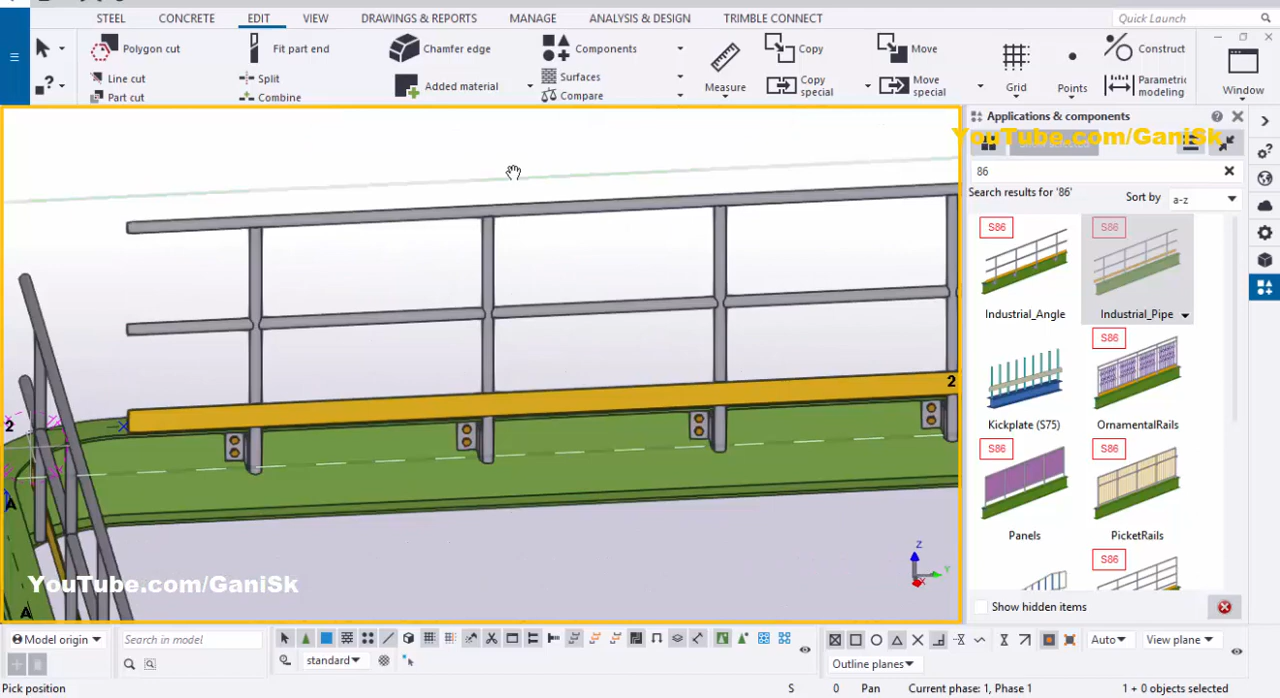 STEEL CONCRETE EDIT VIEW DRAWINGS & REPORTS MANAGE ANALYSIS & DESIGN TRIMBLE CONNECT Quick Launch
Polygon cut Fit part end Chamfer edge Components Copy Move Construct
Line cut Split Added material Surfaces Measure Copy special Move special Grid Points Parametric modeling Window
Part cut Combine Compare
Applications & components
YouTube.com/GaniSk
86
Search results for '86'
Sort by a-z
S86 S86
Industrial_Angle Industrial_Pipe
S86
Kickplate (S75) OrnamentalRails
S86 S86
Panels PicketRails
S86
Show hidden items
2
2
A
A
Z
Y
X
YouTube.com/GaniSk
Model origin Search in model
standard
Auto View plane
Outline planes
Pick position S 0 Pan Current phase: 1, Phase 1 1 + 0 objects selected